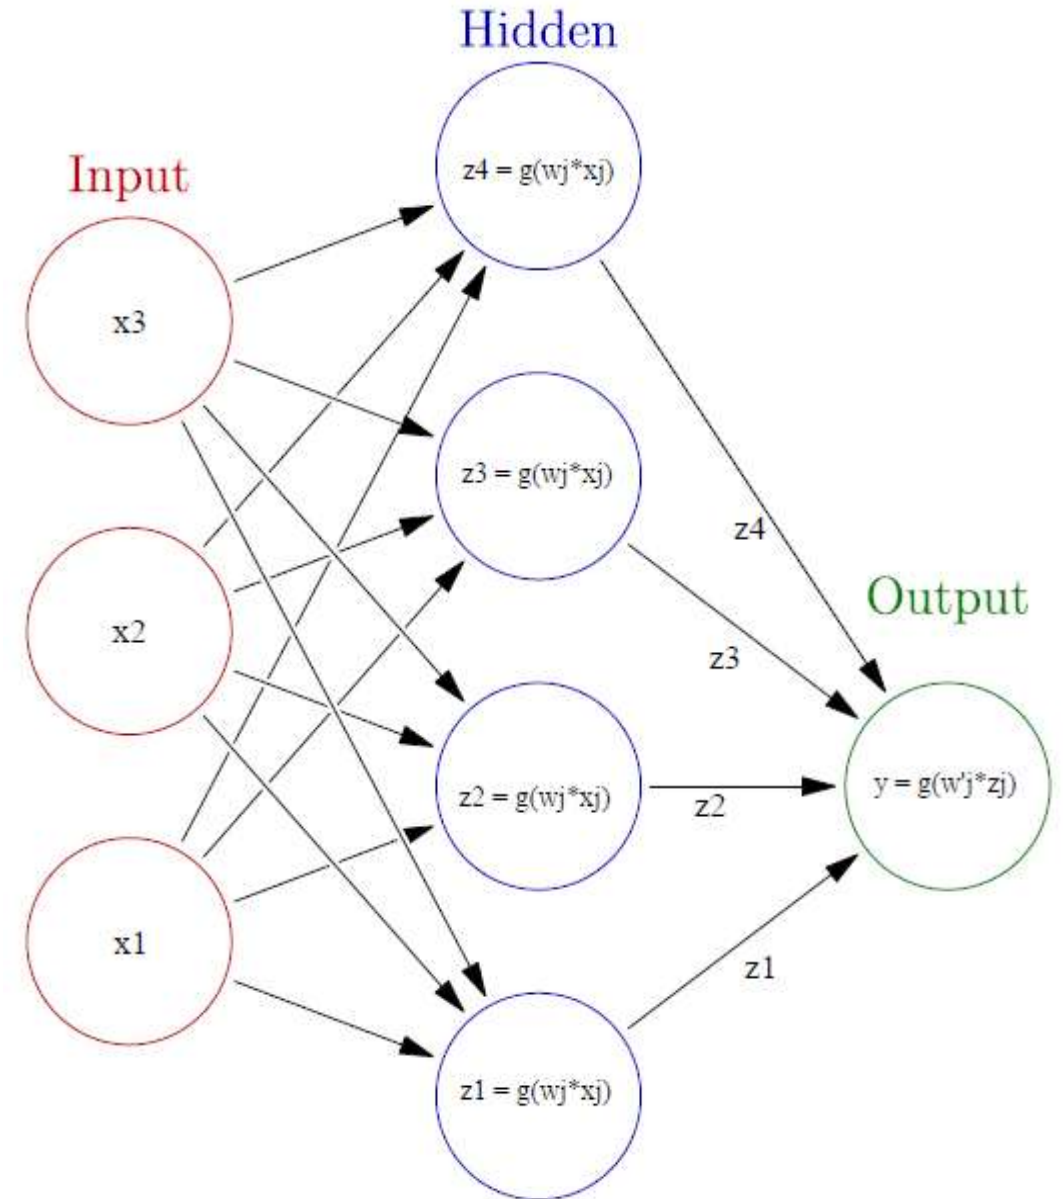 Hidden
z4 = g(wj*xj)
Input
x3
z3 = g(wj*xj)
z4
Output
x2
z3
y = g(w'j*zj)
z2 = g(wj*xj)
z2
x1
z1
z1 = g(wj*xj)